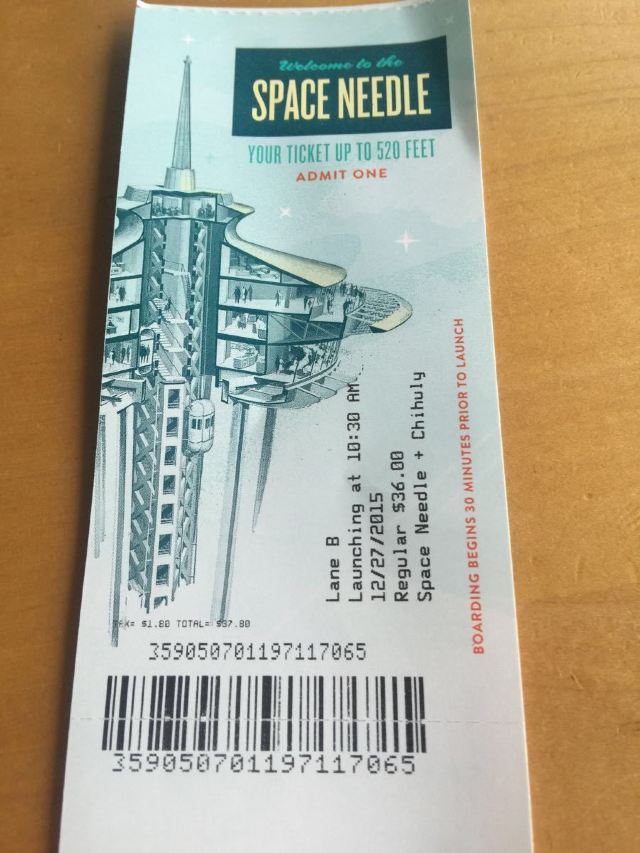 Welcome to the
SPACE NEEDLE
YOUR TICKET UP TO 520 FEET
ADMIT ONE
Lane B
Launching at 10:30 AM
12/27/2015
Regular $36.00
Space Needle + Chihuly
BOARDING BEGINS 30 MINUTES PRIOR TO LAUNCH
TAX= $1.80 TOTAL= $37.80
359050701197117065
359050701197117065